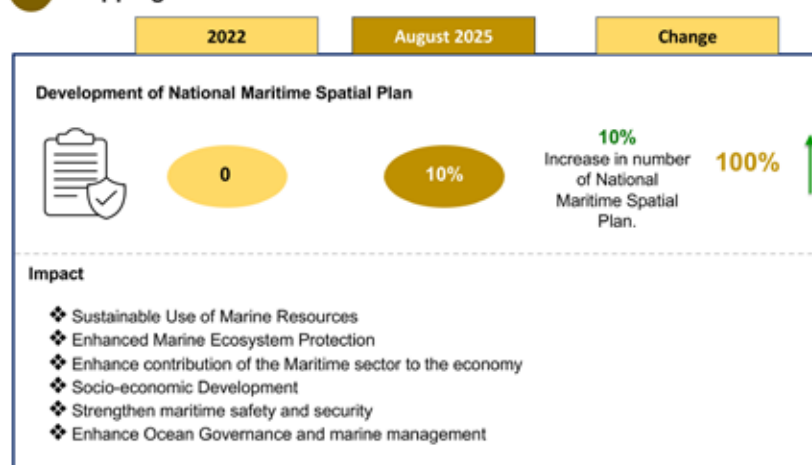 2022
August 2025
Change
Development of National Maritime Spatial Plan
0
10%
10%
Increase in number
of National
Maritime Spatial
Plan.
100%
Impact
❖ Sustainable Use of Marine Resources
❖ Enhanced Marine Ecosystem Protection
❖ Enhance contribution of the Maritime sector to the economy
❖ Socio-economic Development
❖ Strengthen maritime safety and security
❖ Enhance Ocean Governance and marine management